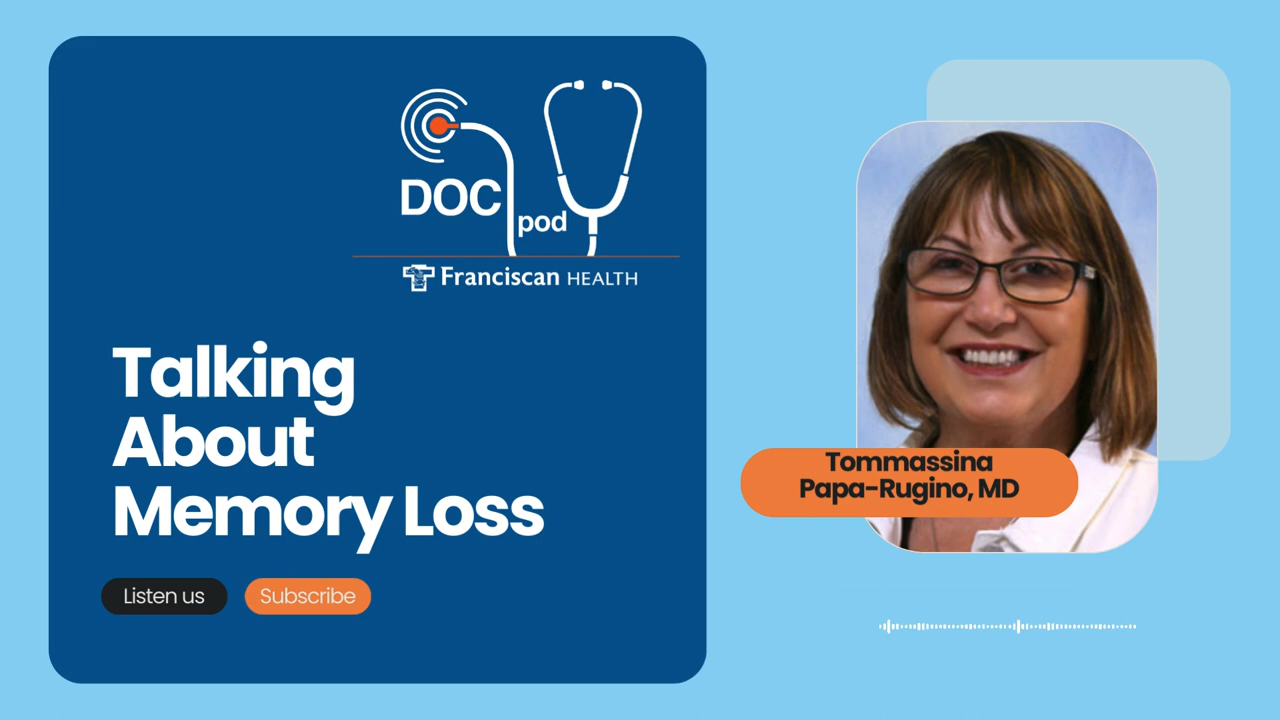 DOC
pod
Franciscan HEALTH
Talking
About
Memory Loss
Listen us
Subscribe
Tommassina
Papa-Rugino, MD